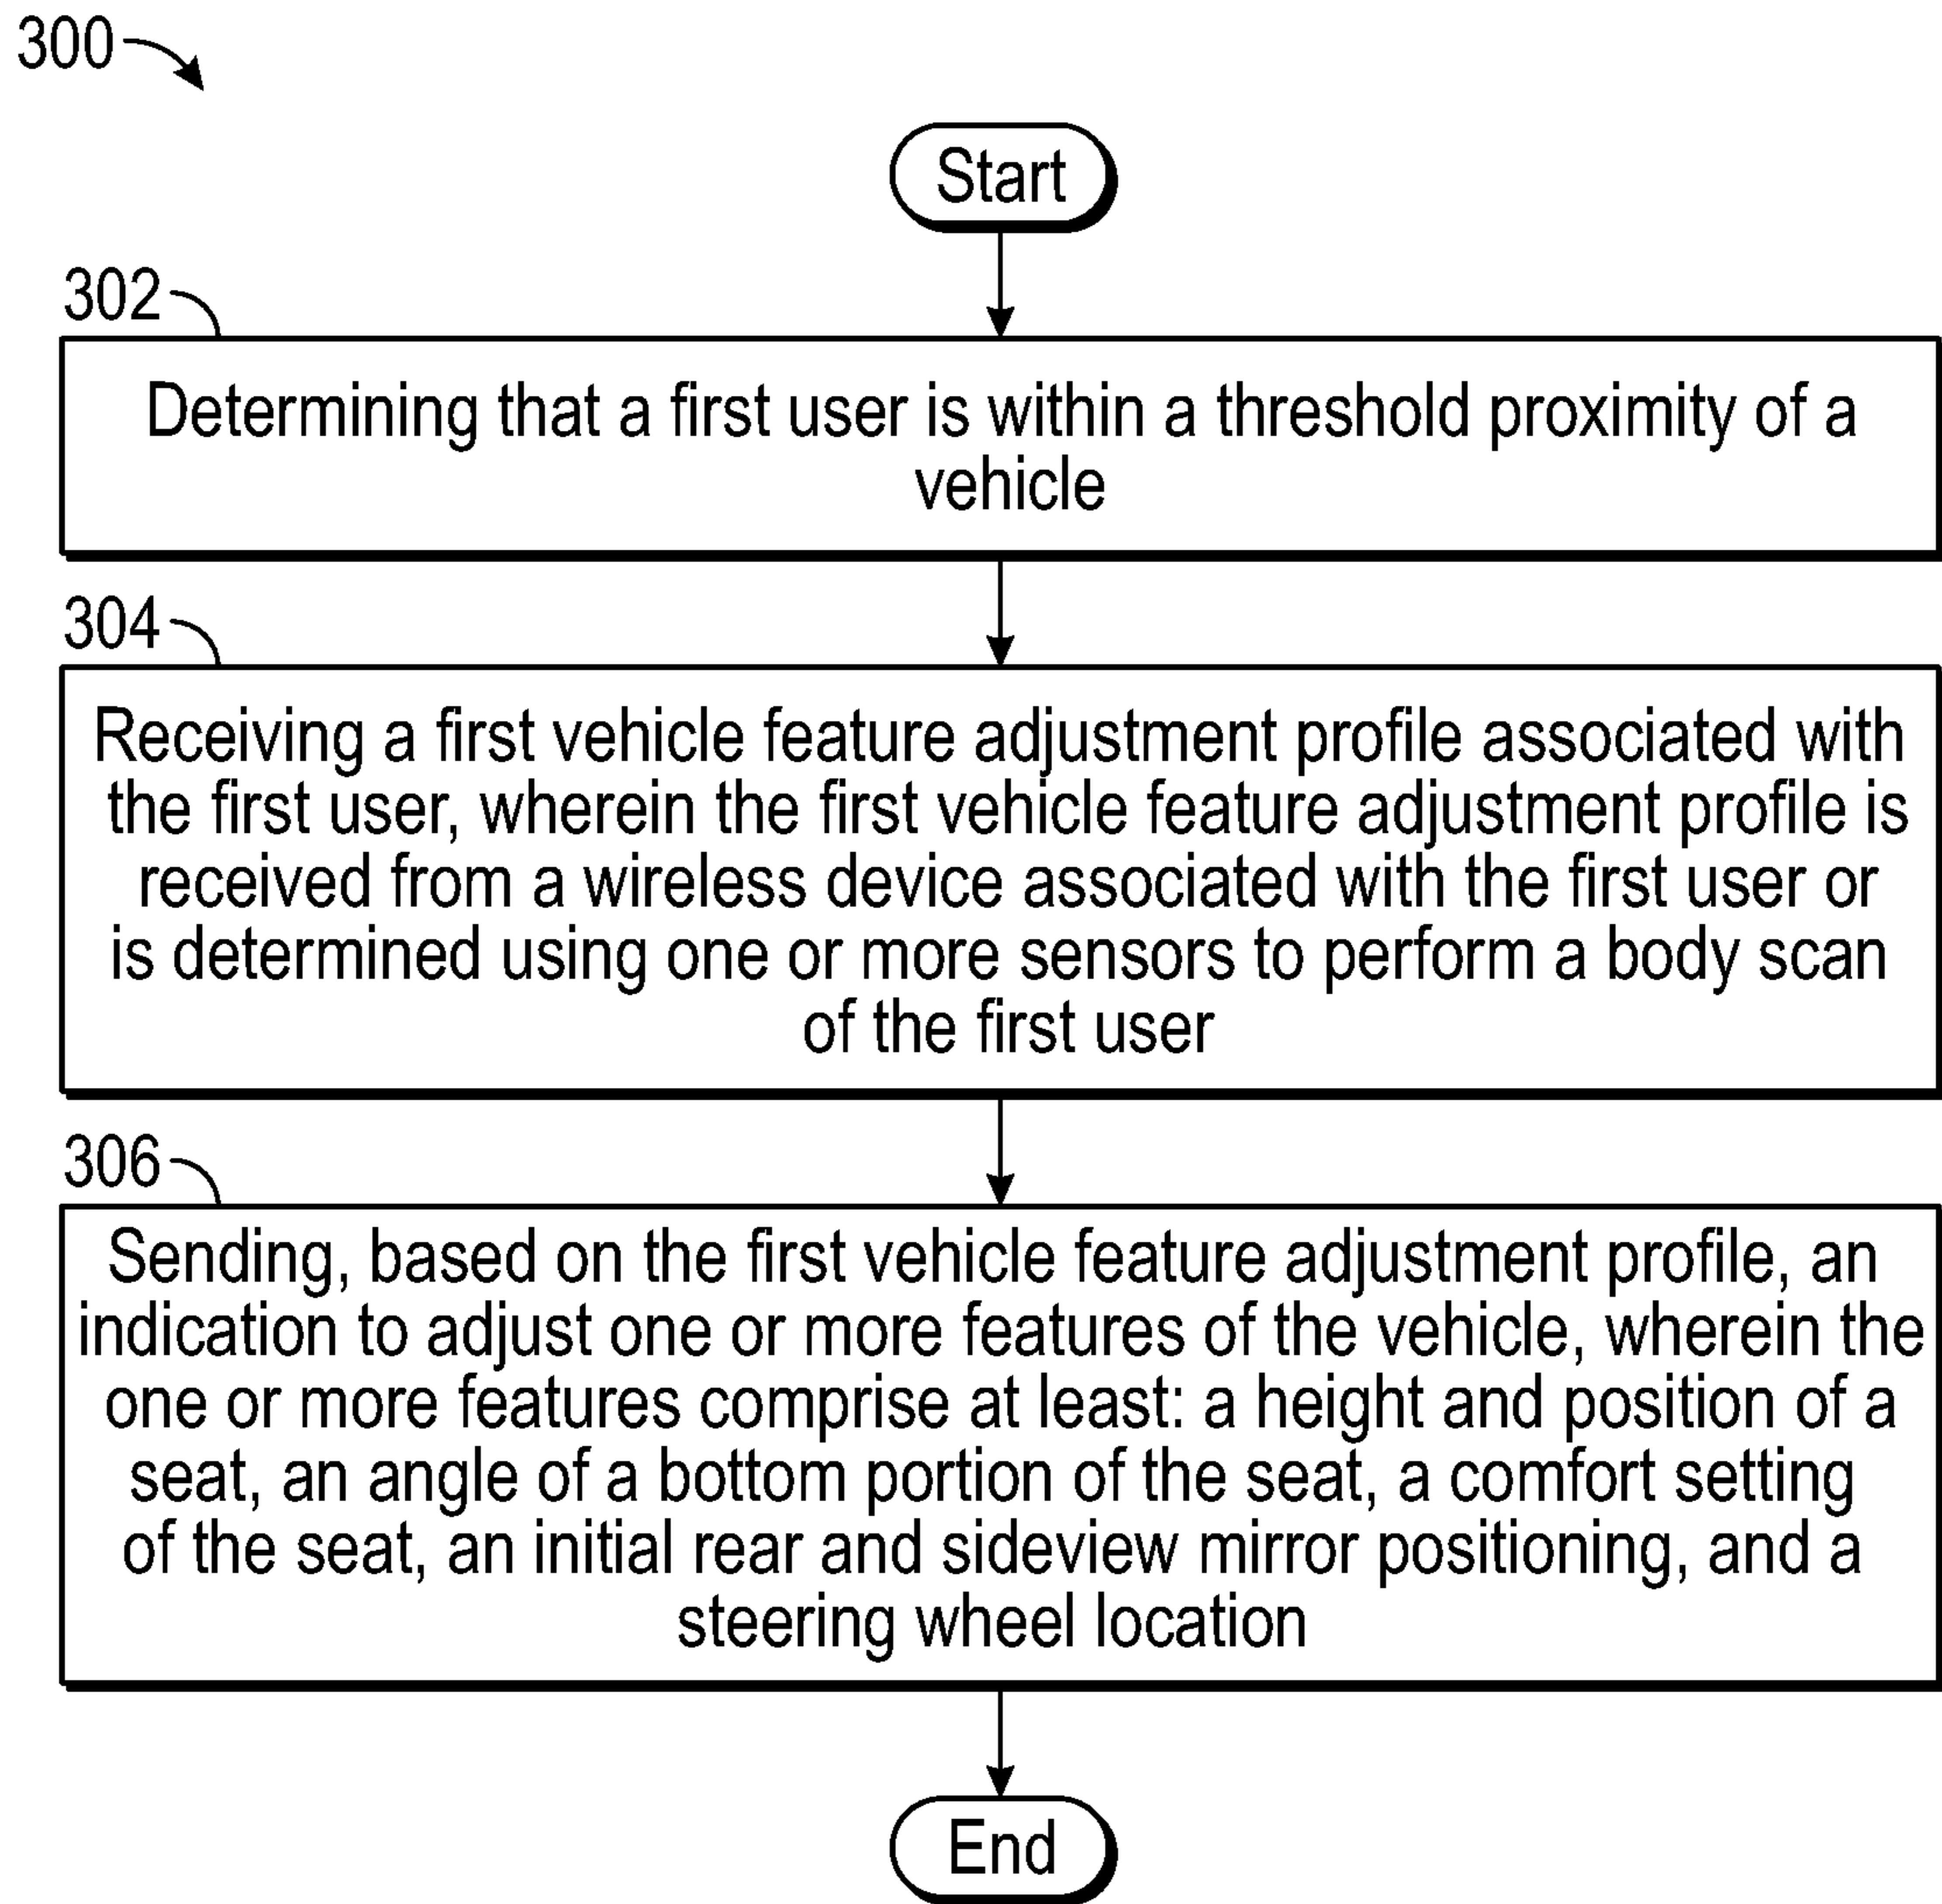 300
Start
302
Determining that a first user is within a threshold proximity of a
vehicle
304
Receiving a first vehicle feature adjustment profile associated with
the first user, wherein the first vehicle feature adjustment profile is
received from a wireless device associated with the first user or
is determined using one or more sensors to perform a body scan
of the first user
306
Sending, based on the first vehicle feature adjustment profile, an
indication to adjust one or more features of the vehicle, wherein the
one or more features comprise at least: a height and position of a
seat, an angle of a bottom portion of the seat, a comfort setting
of the seat, an initial rear and sideview mirror positioning, and a
steering wheel location
End